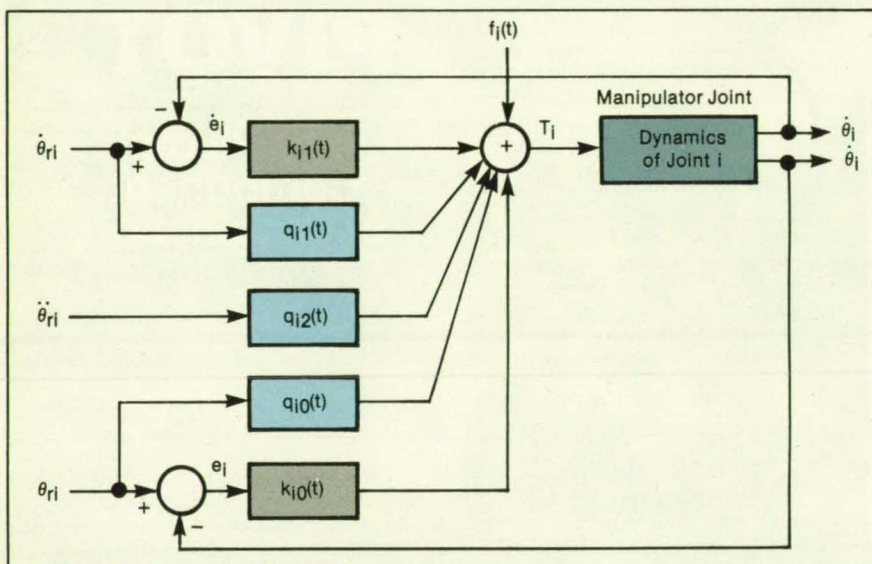 fi(t)
−
Manipulator Joint
θ̇ri
+
ėi
ki1(t)
+
Ti
Dynamics
of Joint i
θ̇i
θ̇i
qi1(t)
θ̈ri
qi2(t)
qi0(t)
θri
+
ei
ki0(t)
−